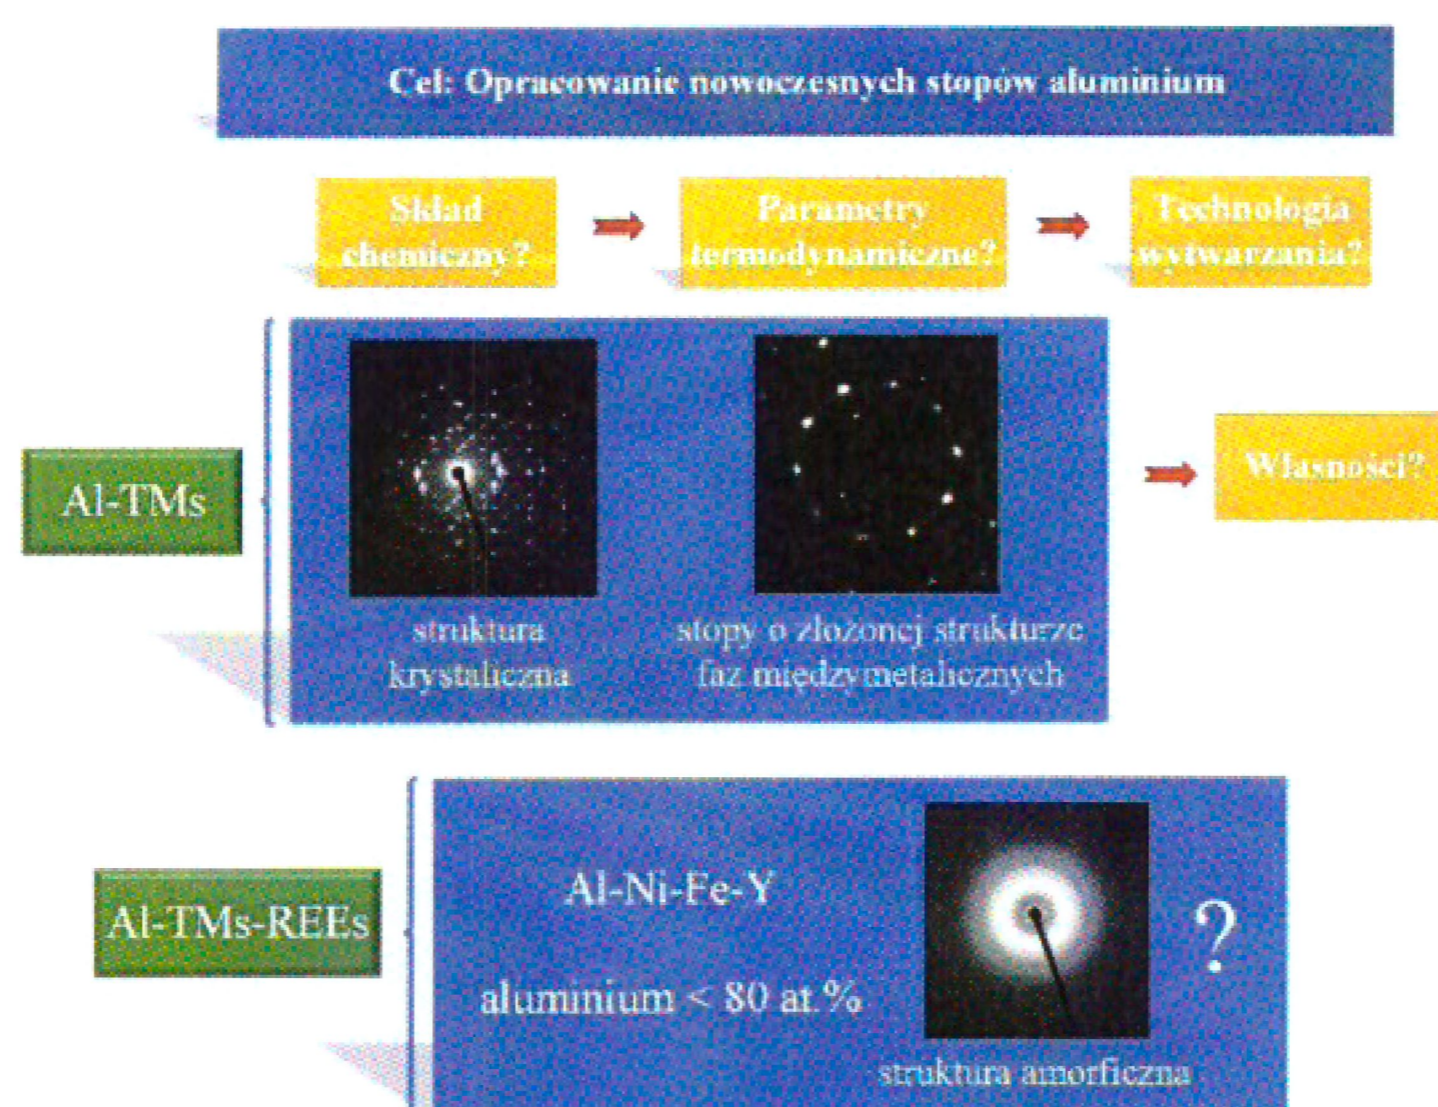 Cel: Opracowanie nowoczesnych stopów aluminium
Skład
chemiczny?
Parametry
termodynamiczne?
Technologia
wytwarzania?
Al-TMs
struktura
krystaliczna
stopy o złożonej strukturze
faz międzymetalicznych
Własności?
Al-TMs-REEs
Al-Ni-Fe-Y
aluminium < 80 at.%
struktura amorficzna
?